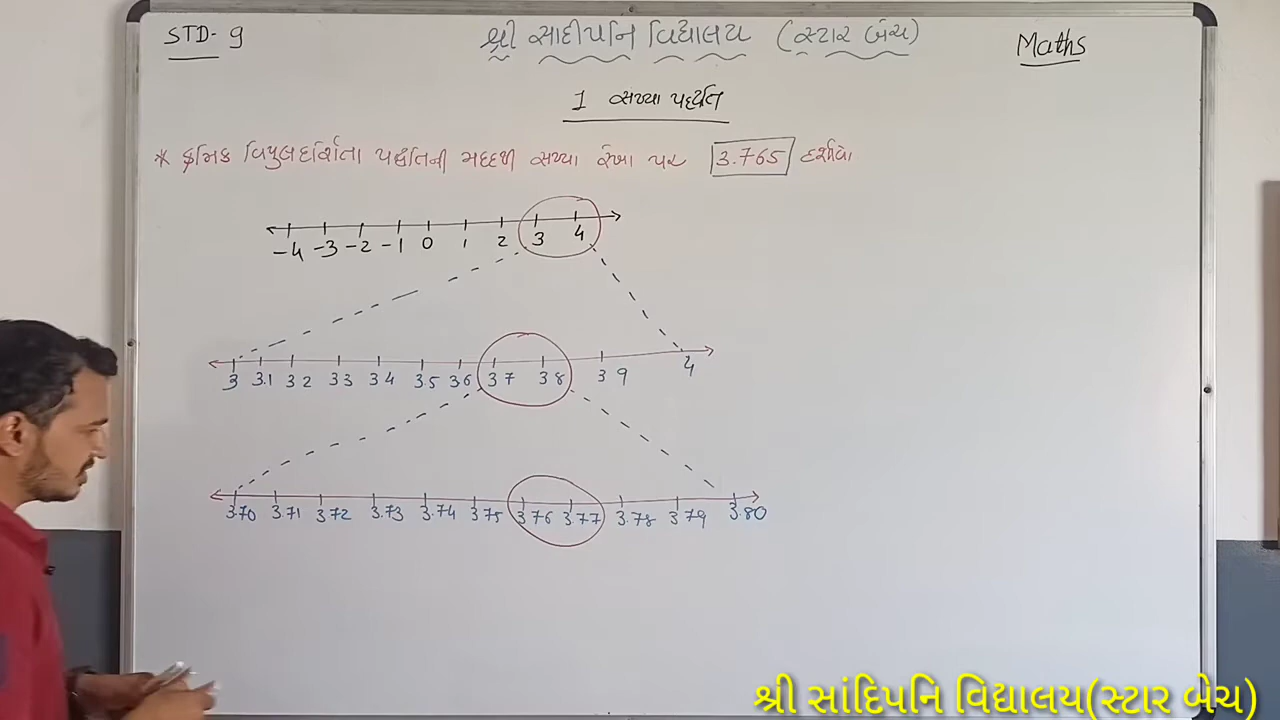 STD- 9
શ્રી સાદીપનિ વિદ્યાલય (સ્ટાર બેચ)
Maths
1 સખ્યા પદ્ધતિ
* ક્રમિક વિપુલદર્શિતા પદ્ધતિની મદદથી સખ્યા રેખા પર 3.765 દર્શાવો
-4 -3 -2 -1 0 1 2 3 4
3 3.1 3 2 3 3 3 4 3 5 3 6 3 7 3 8 3 9 4
3.70 3.71 3.72 3.73 3.74 3.75 3.76 3.77 3.78 3.79 3.80
શ્રી સાંદિપનિ વિદ્યાલય(સ્ટાર બેચ)